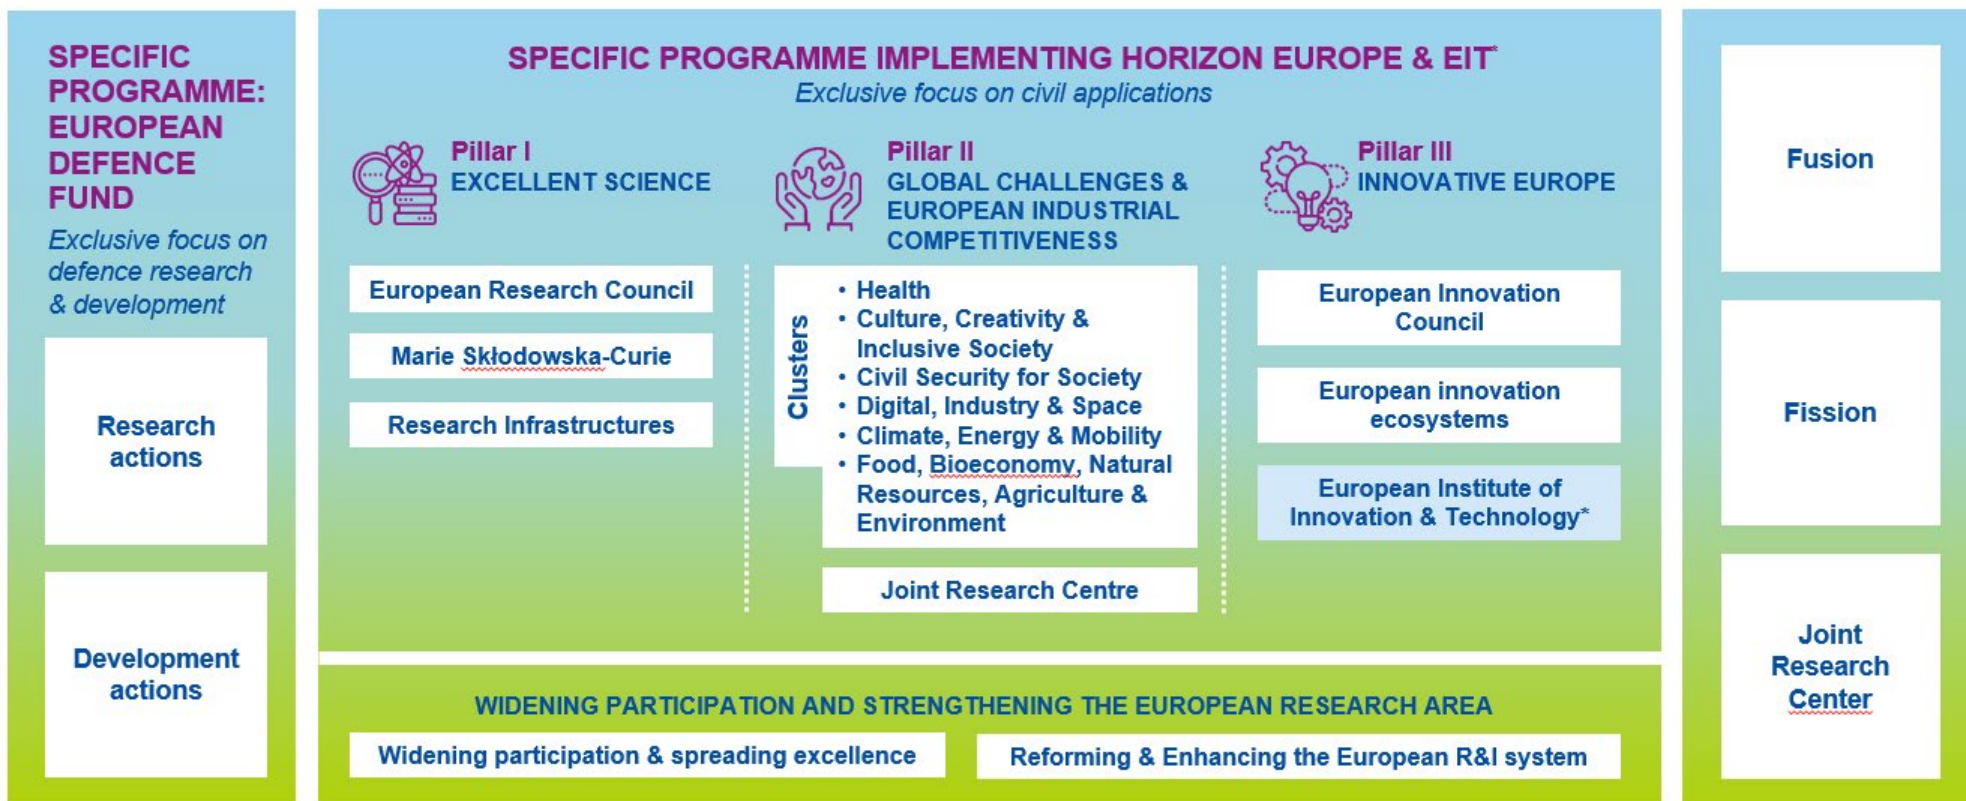 SPECIFIC
PROGRAMME:
EUROPEAN
DEFENCE
FUND
Exclusive focus on
defence research
& development
Research
actions
Development
actions
SPECIFIC PROGRAMME IMPLEMENTING HORIZON EUROPE & EIT*
Exclusive focus on civil applications
Pillar I
EXCELLENT SCIENCE
European Research Council
Marie Skłodowska-Curie
Research Infrastructures
Pillar II
GLOBAL CHALLENGES &
EUROPEAN INDUSTRIAL
COMPETITIVENESS
Clusters
• Health
• Culture, Creativity &
Inclusive Society
• Civil Security for Society
• Digital, Industry & Space
• Climate, Energy & Mobility
• Food, Bioeconomy, Natural
Resources, Agriculture &
Environment
Joint Research Centre
Pillar III
INNOVATIVE EUROPE
European Innovation
Council
European innovation
ecosystems
European Institute of
Innovation & Technology*
WIDENING PARTICIPATION AND STRENGTHENING THE EUROPEAN RESEARCH AREA
Widening participation & spreading excellence
Reforming & Enhancing the European R&I system
Fusion
Fission
Joint
Research
Center